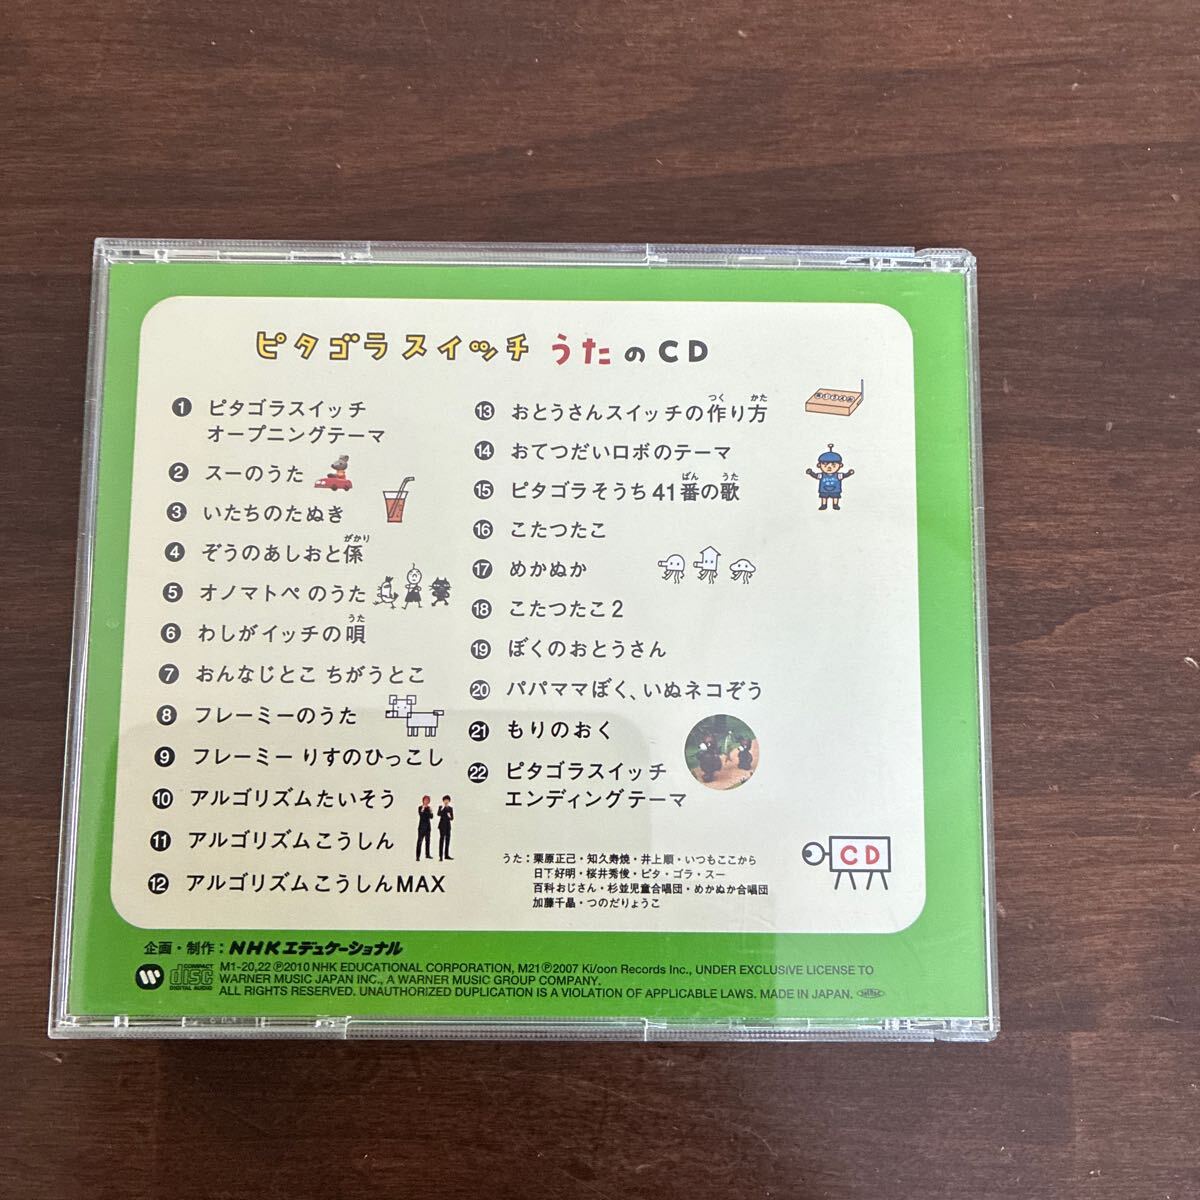 ピタゴラスイッチ うたのCD
1 ピタゴラスイッチ
オープニングテーマ
2 スーのうた
3 いたちのたぬき
4 ぞうのあしおと係
がかり
5 オノマトペ のうた
6 わしがイッチの唄
うた
7 おんなじとこ ちがうとこ
8 フレーミーのうた
9 フレーミー りすのひっこし
10 アルゴリズムたいそう
11 アルゴリズムこうしん
12 アルゴリズムこうしんMAX
13 おとうさんスイッチの作り方
つく かた
14 おてつだいロボのテーマ
15 ピタゴラそうち41番の歌
ばん うた
16 こたつたこ
17 めかぬか
18 こたつたこ2
19 ぼくのおとうさん
20 パパママぼく、いぬネコぞう
21 もりのおく
22 ピタゴラスイッチ
エンディングテーマ
CD
うた：栗原正己・知久寿焼・井上順・いつもここから
日下好明・桜井秀俊・ピタ・ゴラ・スー
百科おじさん・杉並児童合唱団・めかぬか合唱団
加藤千晶・つのだりょうこ
企画・制作：NHKエデュケーショナル
COMPACT disc DIGITAL AUDIO
M1-20,22 ℗2010 NHK EDUCATIONAL CORPORATION, M21℗2007 Ki/oon Records Inc., UNDER EXCLUSIVE LICENSE TO
WARNER MUSIC JAPAN INC., A WARNER MUSIC GROUP COMPANY.
ALL RIGHTS RESERVED. UNAUTHORIZED DUPLICATION IS A VIOLATION OF APPLICABLE LAWS. MADE IN JAPAN.